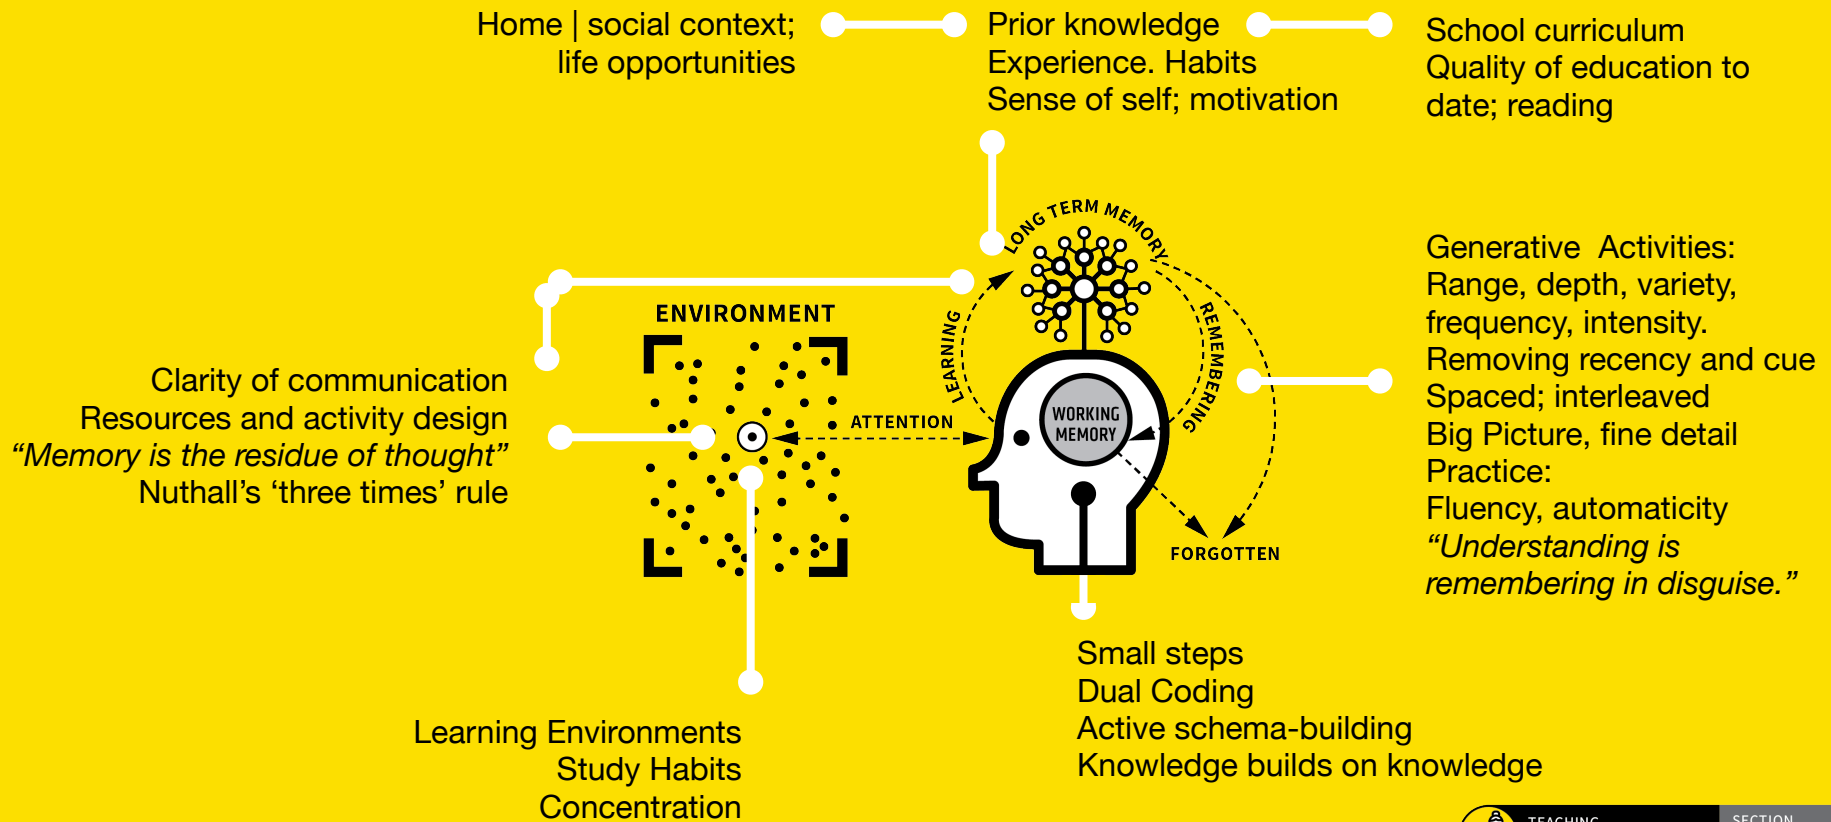 Home | social context;
life opportunities
Prior knowledge
Experience. Habits
Sense of self; motivation
School curriculum
Quality of education to
date; reading
LONG TERM MEMORY
ENVIRONMENT
LEARNING
REMEMBERING
ATTENTION
WORKING
MEMORY
FORGOTTEN
Clarity of communication
Resources and activity design
“Memory is the residue of thought”
Nuthall’s ‘three times’ rule
Generative Activities:
Range, depth, variety,
frequency, intensity.
Removing recency and cue
Spaced; interleaved
Big Picture, fine detail
Practice:
Fluency, automaticity
“Understanding is
remembering in disguise.”
Small steps
Dual Coding
Active schema-building
Knowledge builds on knowledge
Learning Environments
Study Habits
Concentration
TEACHING
SECTION